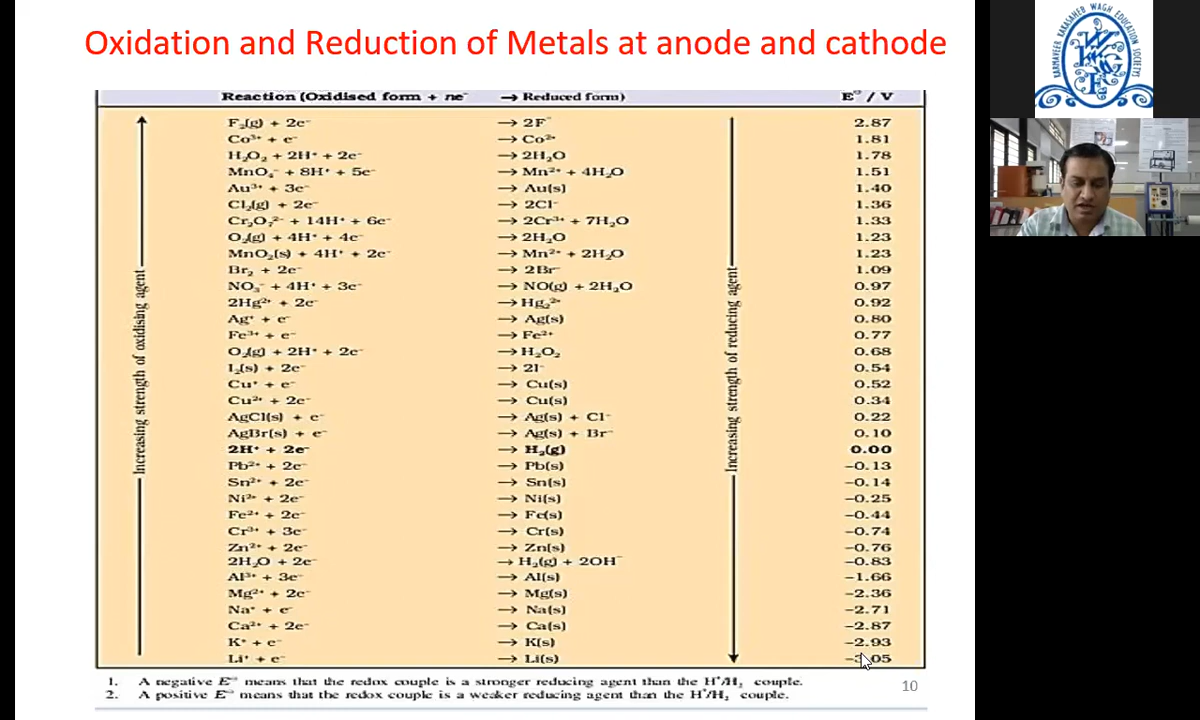 Oxidation and Reduction of Metals at anode and cathode
Reaction (Oxidised form + ne⁻ → Reduced form) E° / V
F₂(g) + 2e⁻ → 2F⁻ 2.87
Co³⁺ + e⁻ → Co²⁺ 1.81
H₂O₂ + 2H⁺ + 2e⁻ → 2H₂O 1.78
MnO₄⁻ + 8H⁺ + 5e⁻ → Mn²⁺ + 4H₂O 1.51
Au³⁺ + 3e⁻ → Au(s) 1.40
Cl₂(g) + 2e⁻ → 2Cl⁻ 1.36
Cr₂O₇²⁻ + 14H⁺ + 6e⁻ → 2Cr³⁺ + 7H₂O 1.33
O₂(g) + 4H⁺ + 4e⁻ → 2H₂O 1.23
MnO₂(s) + 4H⁺ + 2e⁻ → Mn²⁺ + 2H₂O 1.23
Br₂ + 2e⁻ → 2Br⁻ 1.09
NO₃⁻ + 4H⁺ + 3e⁻ → NO(g) + 2H₂O 0.97
2Hg²⁺ + 2e⁻ → Hg₂²⁺ 0.92
Ag⁺ + e⁻ → Ag(s) 0.80
Fe³⁺ + e⁻ → Fe²⁺ 0.77
O₂(g) + 2H⁺ + 2e⁻ → H₂O₂ 0.68
I₂(s) + 2e⁻ → 2I⁻ 0.54
Cu⁺ + e⁻ → Cu(s) 0.52
Cu²⁺ + 2e⁻ → Cu(s) 0.34
AgCl(s) + e⁻ → Ag(s) + Cl⁻ 0.22
AgBr(s) + e⁻ → Ag(s) + Br⁻ 0.10
2H⁺ + 2e⁻ → H₂(g) 0.00
Pb²⁺ + 2e⁻ → Pb(s) −0.13
Sn²⁺ + 2e⁻ → Sn(s) −0.14
Ni²⁺ + 2e⁻ → Ni(s) −0.25
Fe²⁺ + 2e⁻ → Fe(s) −0.44
Cr³⁺ + 3e⁻ → Cr(s) −0.74
Zn²⁺ + 2e⁻ → Zn(s) −0.76
2H₂O + 2e⁻ → H₂(g) + 2OH⁻ −0.83
Al³⁺ + 3e⁻ → Al(s) −1.66
Mg²⁺ + 2e⁻ → Mg(s) −2.36
Na⁺ + e⁻ → Na(s) −2.71
Ca²⁺ + 2e⁻ → Ca(s) −2.87
K⁺ + e⁻ → K(s) −2.93
Li⁺ + e⁻ → Li(s) −3.05
Increasing strength of oxidising agent
Increasing strength of reducing agent
1. A negative E° means that the redox couple is a stronger reducing agent than the H⁺/H₂ couple.
2. A positive E° means that the redox couple is a weaker reducing agent than the H⁺/H₂ couple.
10
KARMAVEER KAKASAHEB WAGH EDUCATION SOCIETY'S